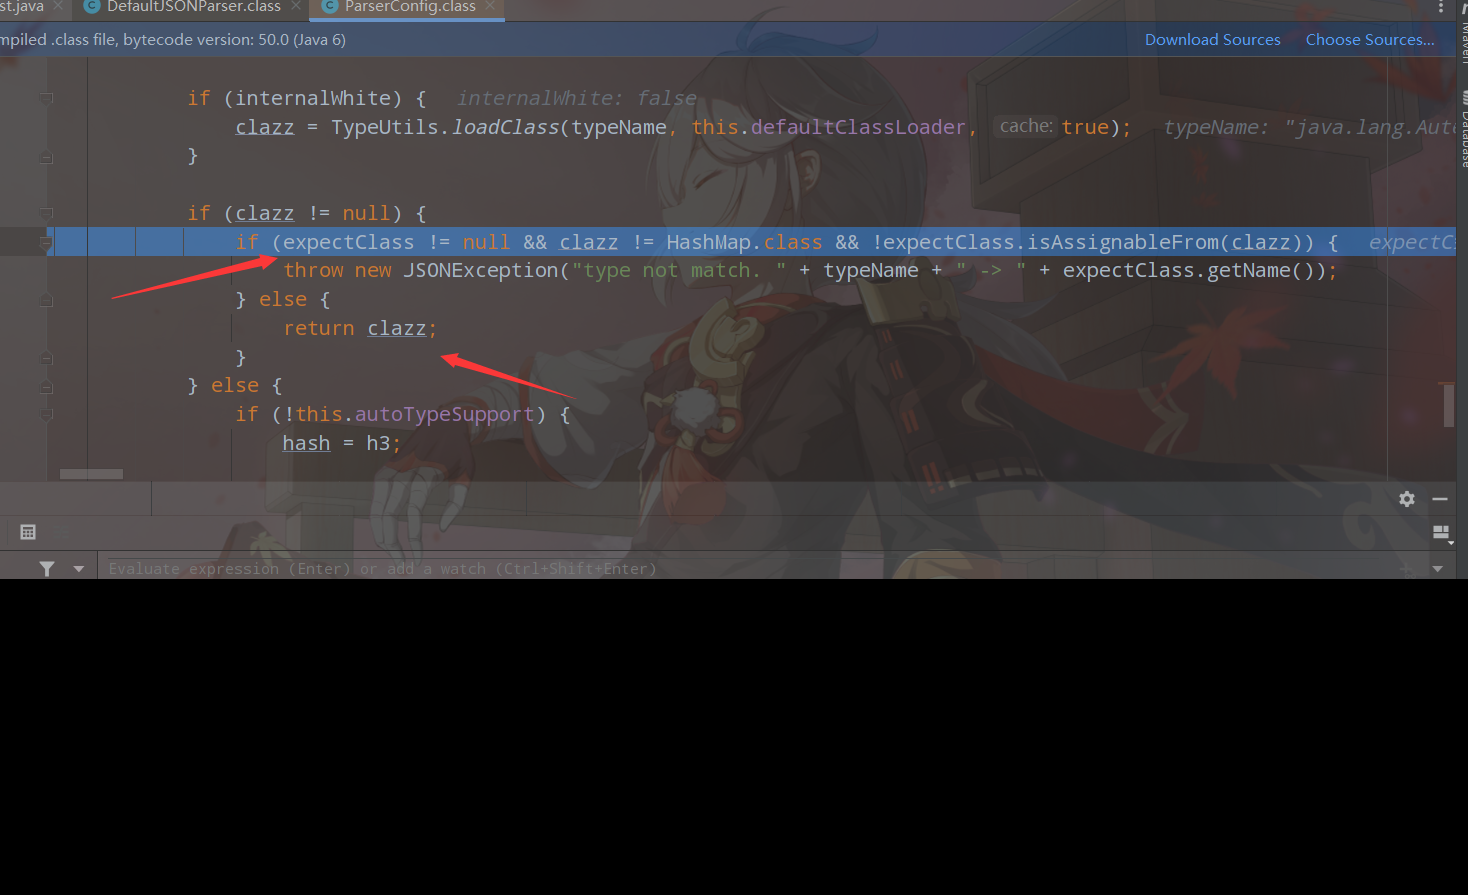 st.java DefaultJSONParser.class ParserConfig.class
mpiled .class file, bytecode version: 50.0 (Java 6) Download Sources Choose Sources...
if (internalWhite) { internalWhite: false
clazz = TypeUtils.loadClass(typeName, this.defaultClassLoader, cache: true); typeName: "java.lang.Aut
}
if (clazz != null) {
if (expectClass != null && clazz != HashMap.class && !expectClass.isAssignableFrom(clazz)) { expectC
throw new JSONException("type not match. " + typeName + " -> " + expectClass.getName());
} else {
return clazz;
}
} else {
if (!this.autoTypeSupport) {
hash = h3;
Evaluate expression (Enter) or add a watch (Ctrl+Shift+Enter)
Maven
Database